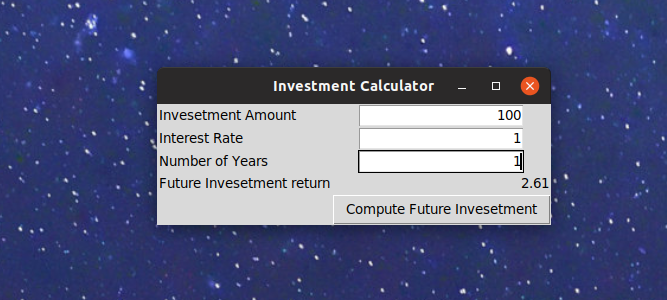 Investment Calculator
Invesetment Amount 100
Interest Rate 1
Number of Years 1
Future Invesetment return 2.61
Compute Future Invesetment